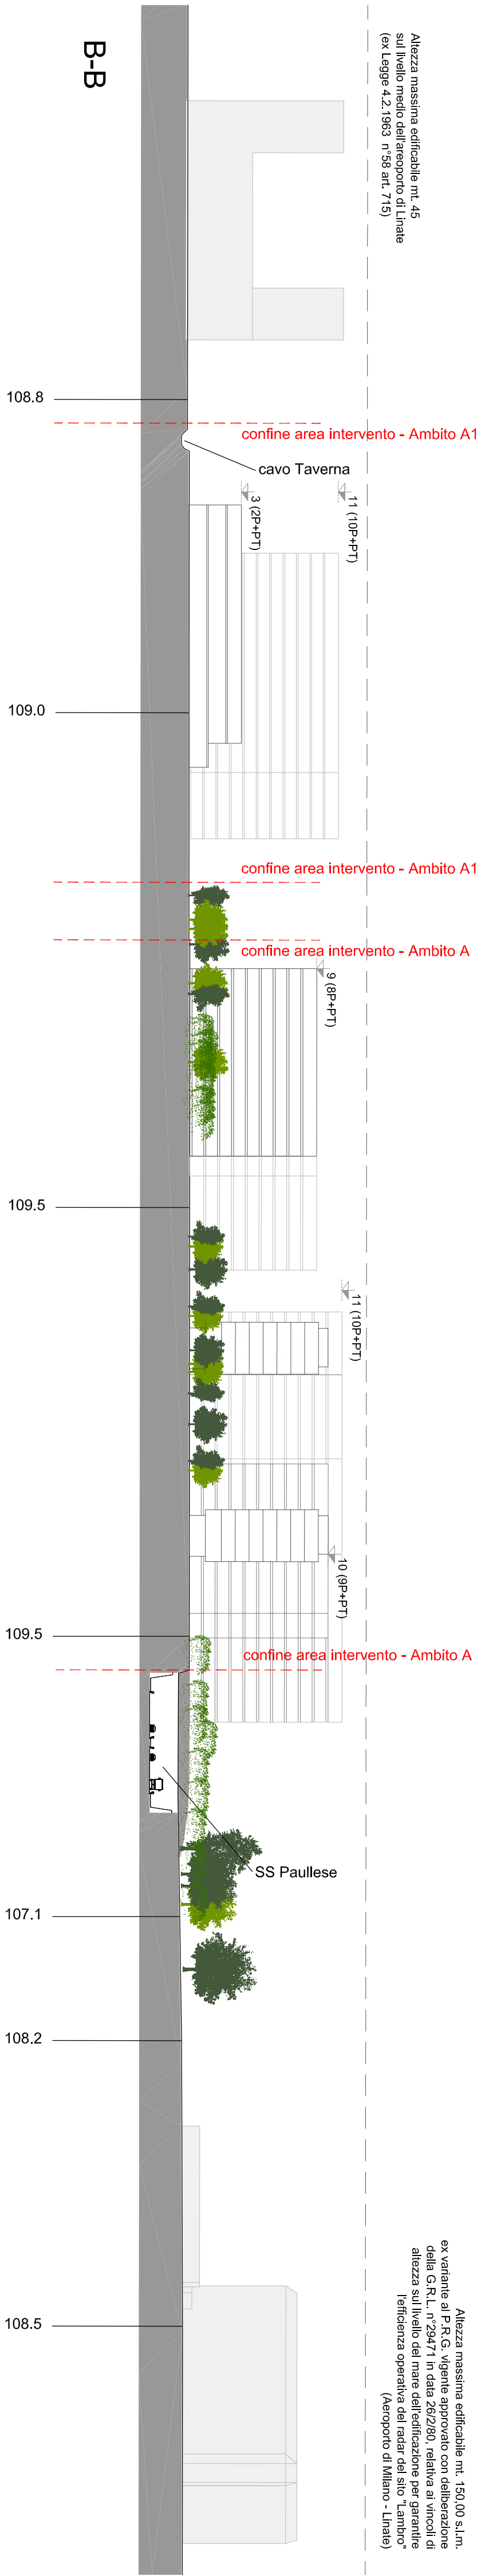 Altezza massima edificabile mt. 45
sul livello medio dell'areoporto di Linate
(ex Legge 4.2.1963 n°58 art. 715)
B-B
108.8
confine area intervento - Ambito A1
cavo Taverna
11 (10P+PT)
3 (2P+PT)
109.0
confine area intervento - Ambito A1
confine area intervento - Ambito A
9 (8P+PT)
109.5
11 (10P+PT)
10 (9P+PT)
109.5
confine area intervento - Ambito A
SS Paullese
107.1
108.2
108.5
Altezza massima edificabile mt. 150,00 s.l.m.
ex variante al P.R.G. vigente approvato con deliberazione
della G.R.L. n°29471 in data 26/2/80, relativa ai vincoli di
altezza sul livello del mare dell'edificazione per garantire
l'efficienza operativa del radar del sito "Lambro"
(Aeroporto di Milano - Linate)